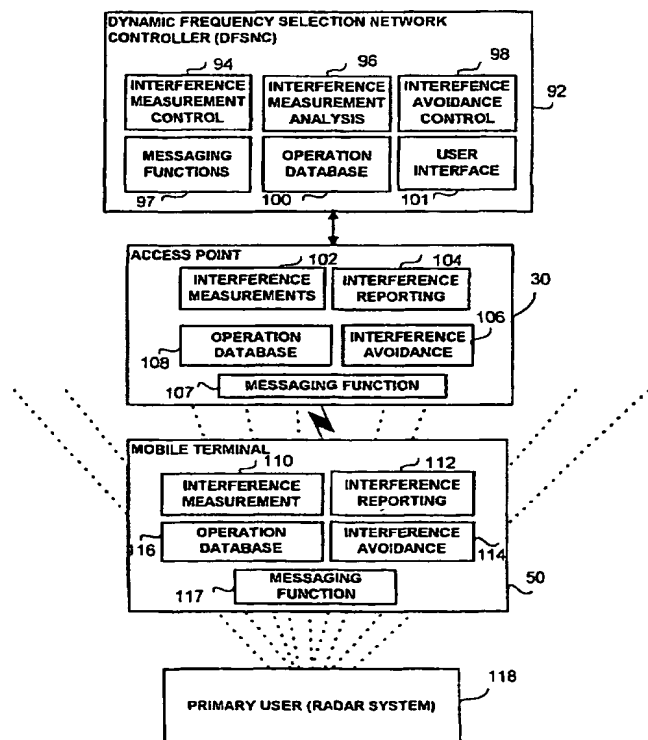 DYNAMIC FREQUENCY SELECTION NETWORK
CONTROLLER (DFSNC)
94
96
98
92
INTERFERENCE
MEASUREMENT
CONTROL
INTERFERENCE
MEASUREMENT
ANALYSIS
INTEREFENCE
AVOIDANCE
CONTROL
MESSAGING
FUNCTIONS
OPERATION
DATABASE
USER
INTERFACE
97
100
101
ACCESS POINT
102
104
30
INTERFERENCE
MEASUREMENTS
INTERFERENCE
REPORTING
106
OPERATION
DATABASE
INTERFERENCE
AVOIDANCE
108
107
MESSAGING FUNCTION
MOBILE TERMINAL
110
112
INTERFERENCE
MEASUREMENT
INTERFERENCE
REPORTING
OPERATION
DATABASE
INTERFERENCE
AVOIDANCE
116
114
MESSAGING
FUNCTION
117
50
118
PRIMARY USER (RADAR SYSTEM)